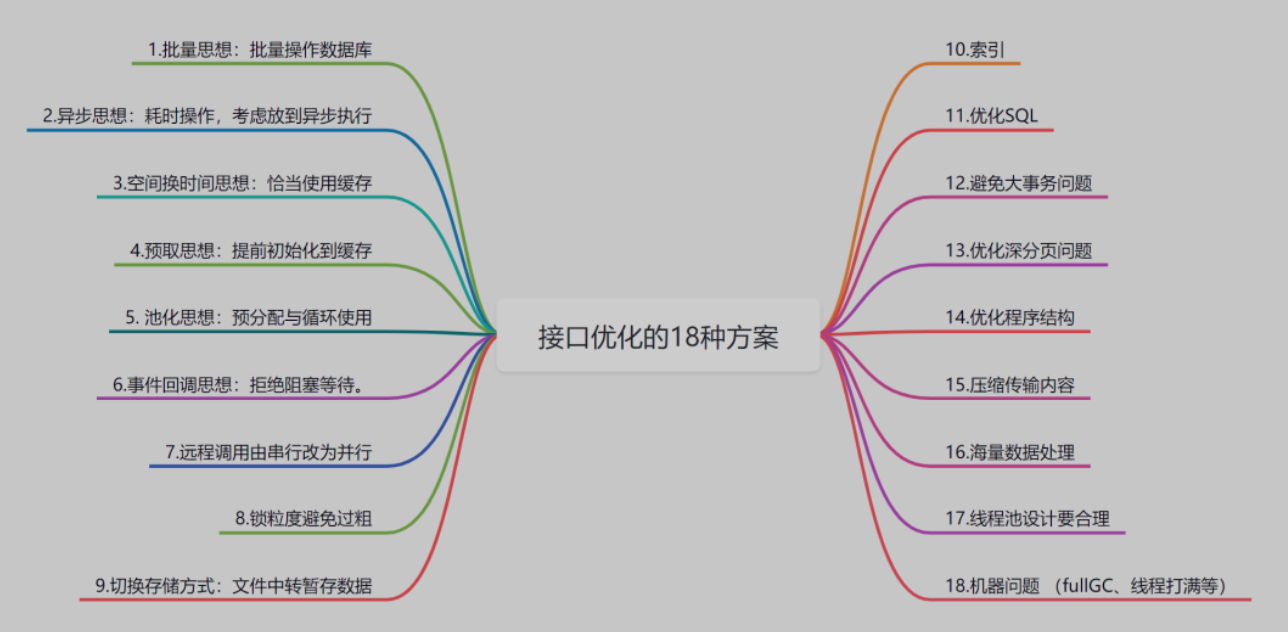 接口优化的18种方案
1.批量思想：批量操作数据库
2.异步思想：耗时操作，考虑放到异步执行
3.空间换时间思想：恰当使用缓存
4.预取思想：提前初始化到缓存
5. 池化思想：预分配与循环使用
6.事件回调思想：拒绝阻塞等待。
7.远程调用由串行改为并行
8.锁粒度避免过粗
9.切换存储方式：文件中转暂存数据
10.索引
11.优化SQL
12.避免大事务问题
13.优化深分页问题
14.优化程序结构
15.压缩传输内容
16.海量数据处理
17.线程池设计要合理
18.机器问题 （fullGC、线程打满等）